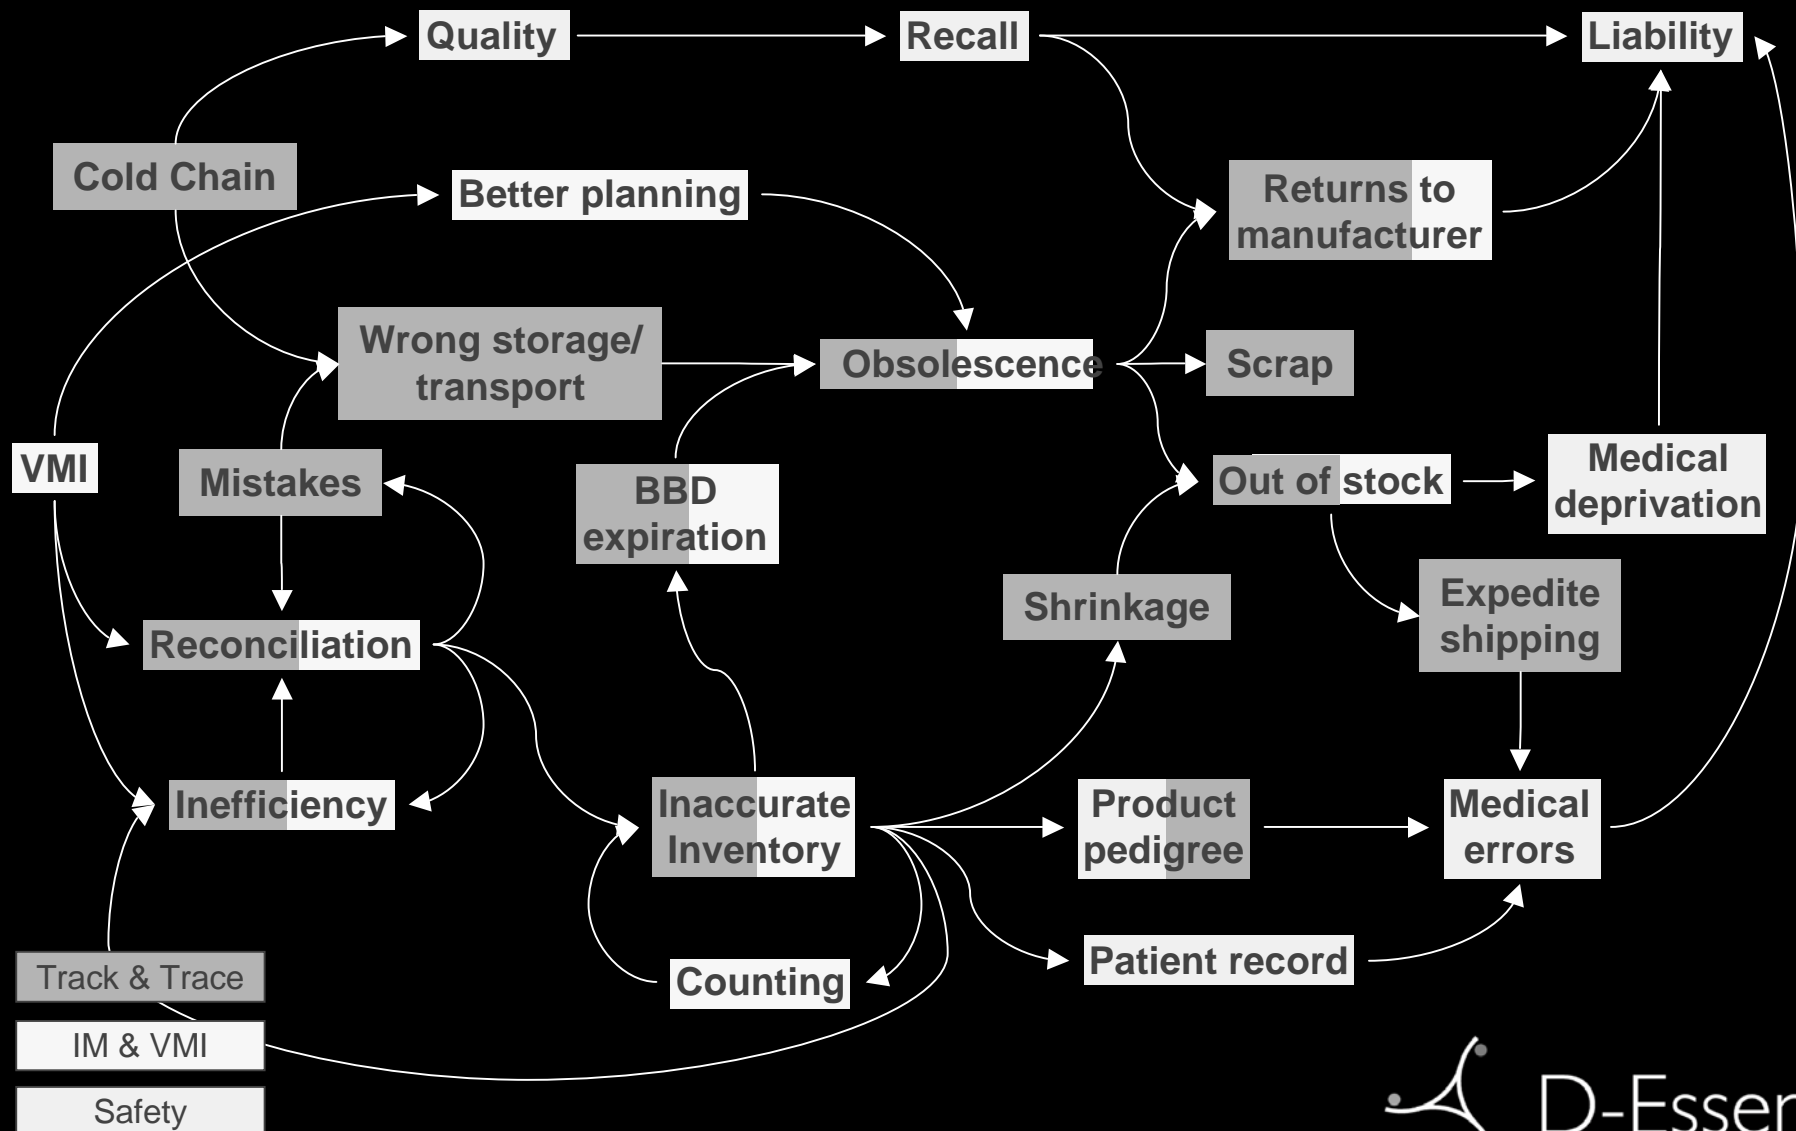 Quality
Recall
Liability
Cold Chain
Better planning
Returns to
manufacturer
Wrong storage/
transport
Obsolescence
Scrap
VMI
Mistakes
BBD
expiration
Out of stock
Medical
deprivation
Shrinkage
Expedite
shipping
Reconciliation
Inefficiency
Inaccurate
Inventory
Product
pedigree
Medical
errors
Counting
Patient record
Track & Trace
IM & VMI
Safety